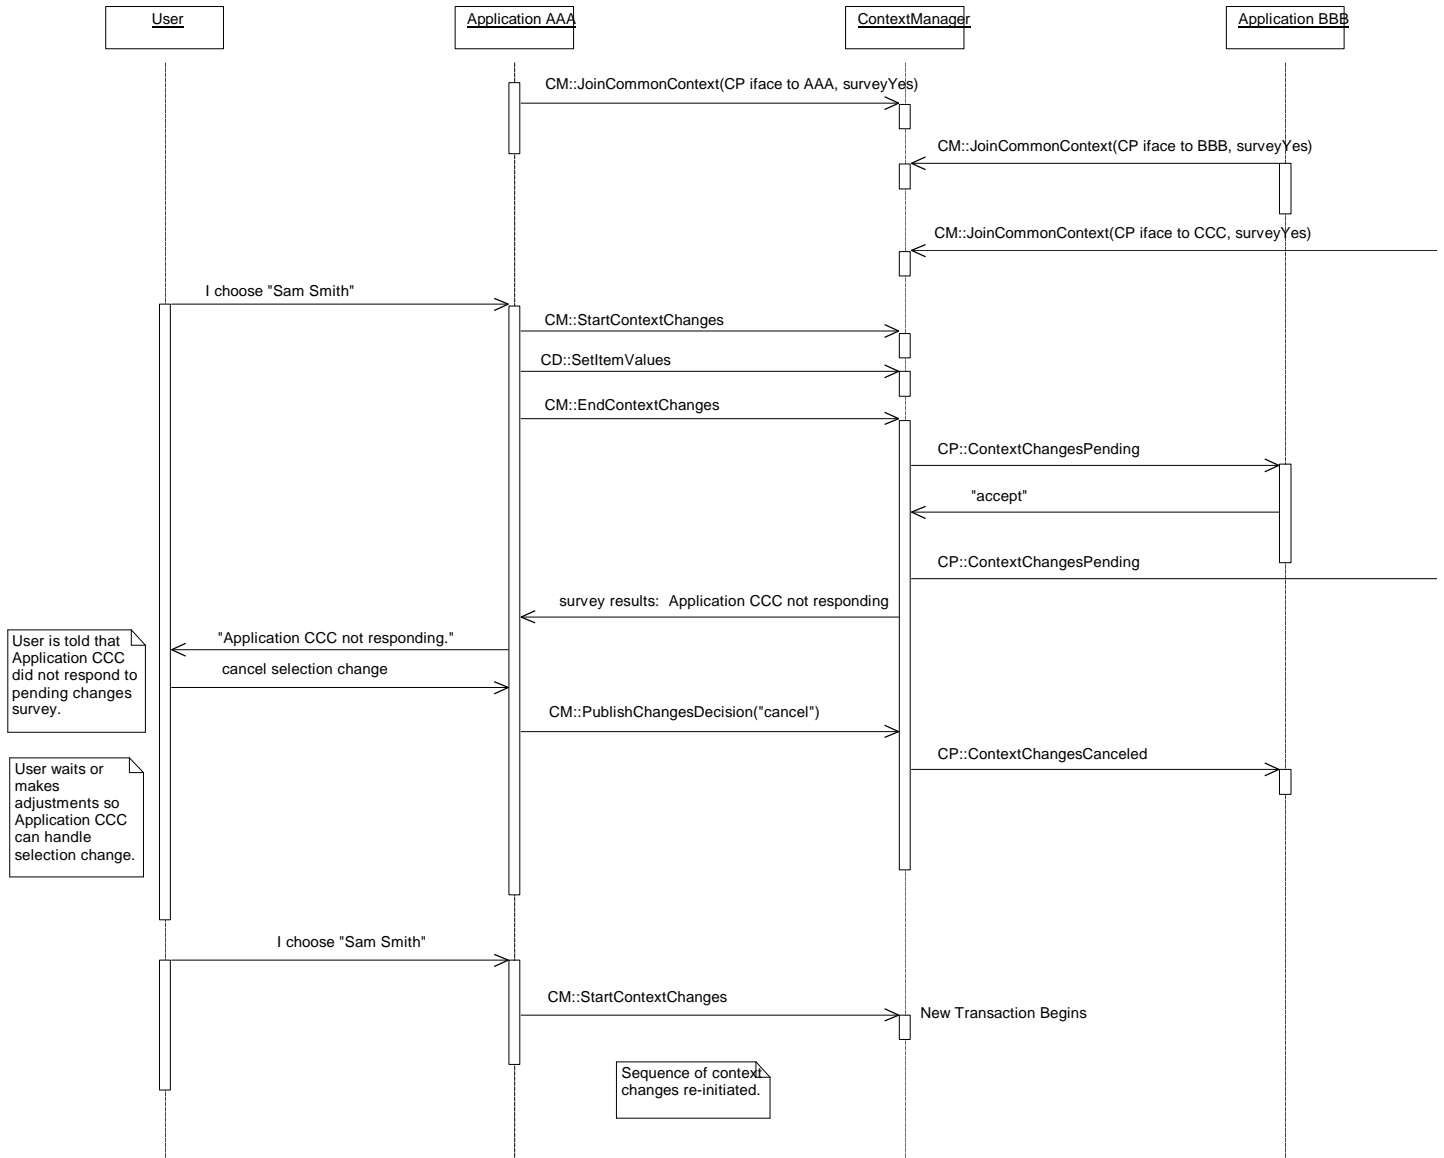 User
Application AAA
ContextManager
Application BBB
CM::JoinCommonContext(CP iface to AAA, surveyYes)
CM::JoinCommonContext(CP iface to BBB, surveyYes)
CM::JoinCommonContext(CP iface to CCC, surveyYes)
I choose "Sam Smith"
CM::StartContextChanges
CD::SetItemValues
CM::EndContextChanges
CP::ContextChangesPending
"accept"
CP::ContextChangesPending
survey results:  Application CCC not responding
"Application CCC not responding."
User is told that
Application CCC
did not respond to
pending changes
survey.
cancel selection change
CM::PublishChangesDecision("cancel")
CP::ContextChangesCanceled
User waits or
makes
adjustments so
Application CCC
can handle
selection change.
I choose "Sam Smith"
CM::StartContextChanges
New Transaction Begins
Sequence of context
changes re-initiated.